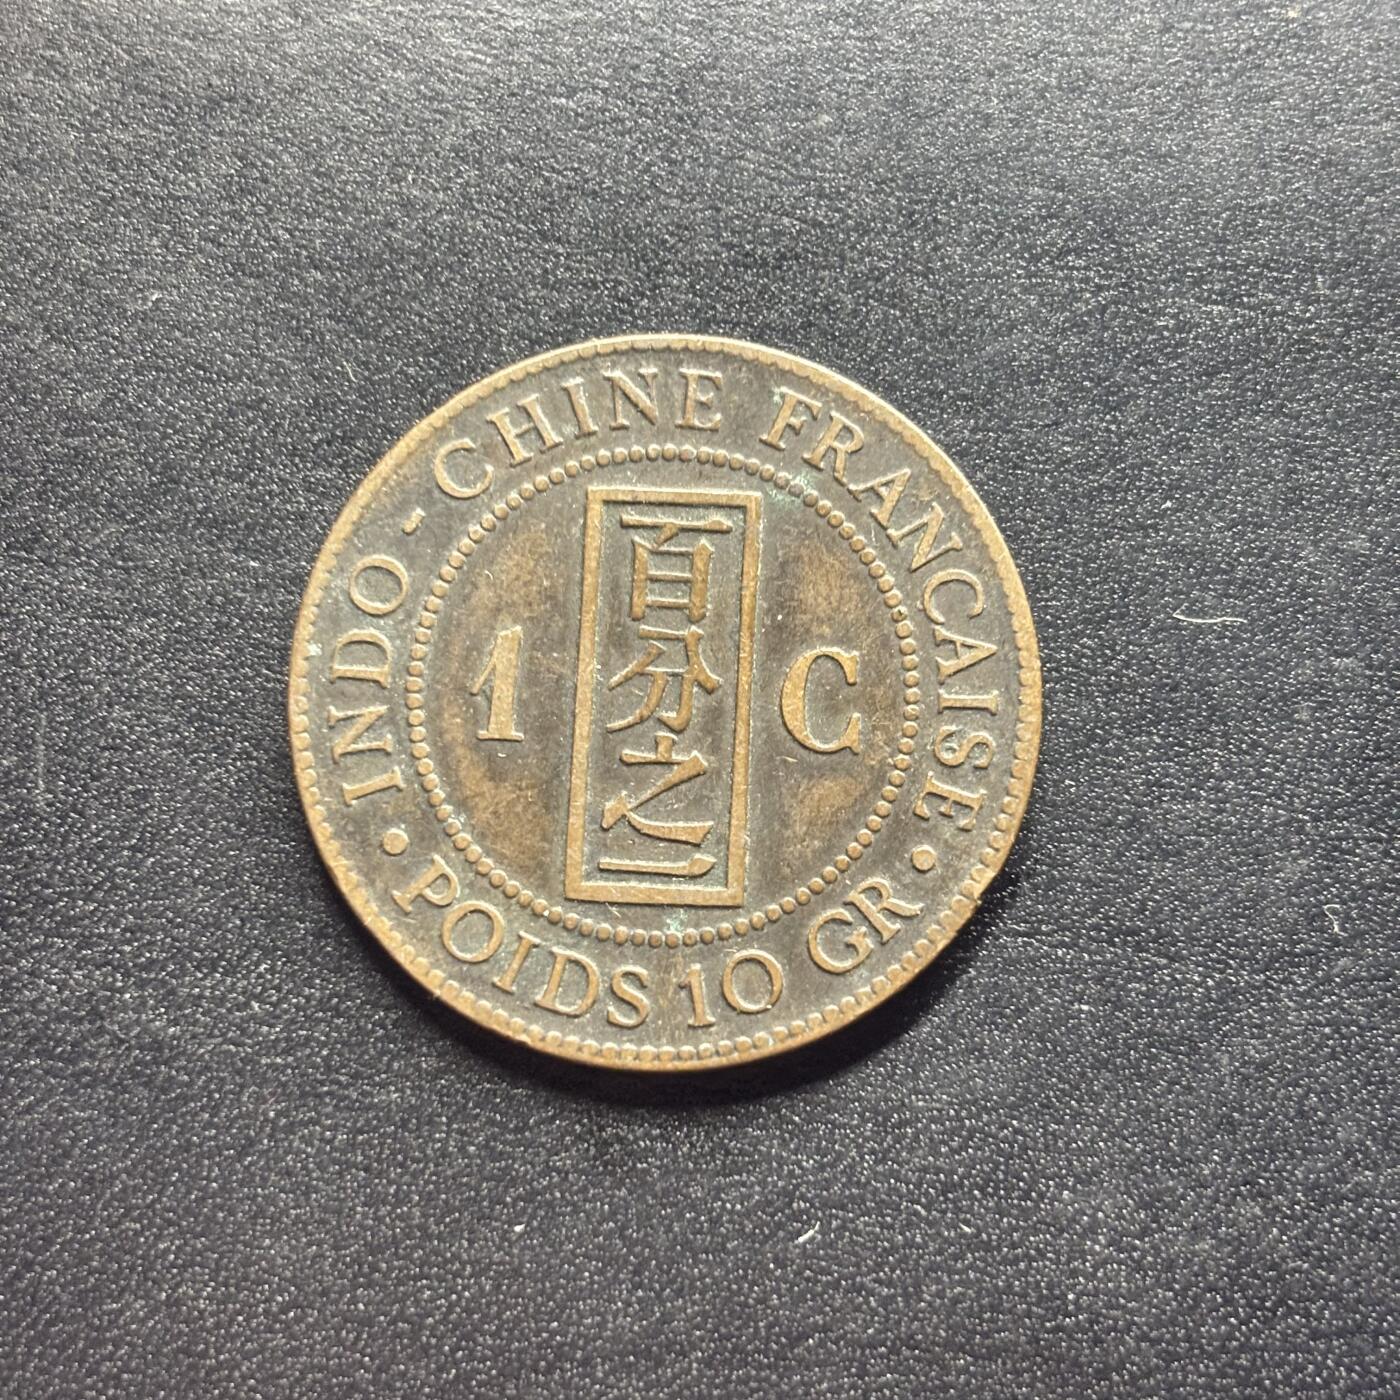 INDO-CHINE FRANCAISE
1 C
百分之一
• POIDS 10 GR •